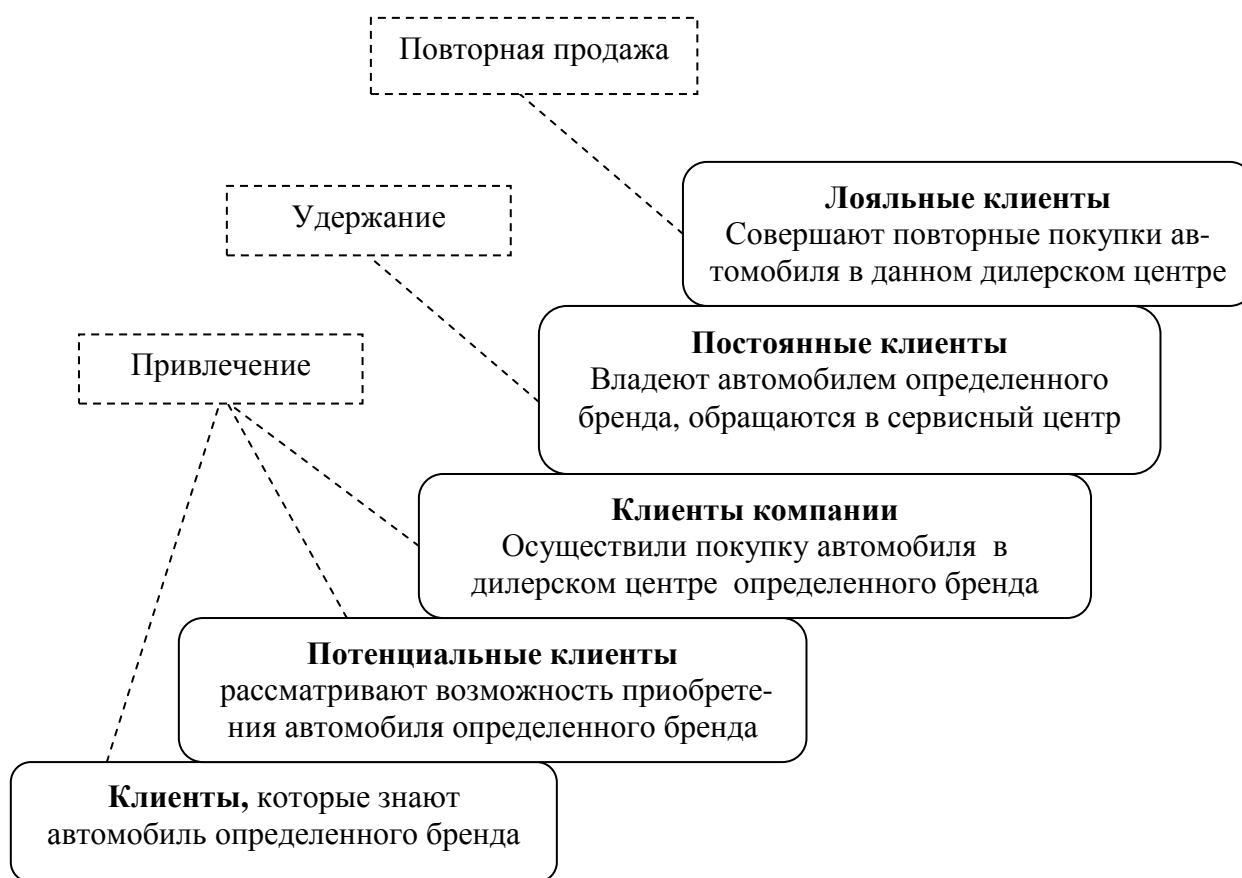 Повторная продажа
Лояльные клиенты
Совершают повторные покупки ав-
томобиля в данном дилерском центре
Удержание
Постоянные клиенты
Владеют автомобилем определенного
бренда, обращаются в сервисный центр
Привлечение
Клиенты компании
Осуществили покупку автомобиля в
дилерском центре определенного бренда
Потенциальные клиенты
рассматривают возможность приобрете-
ния автомобиля определенного бренда
Клиенты, которые знают
автомобиль определенного бренда